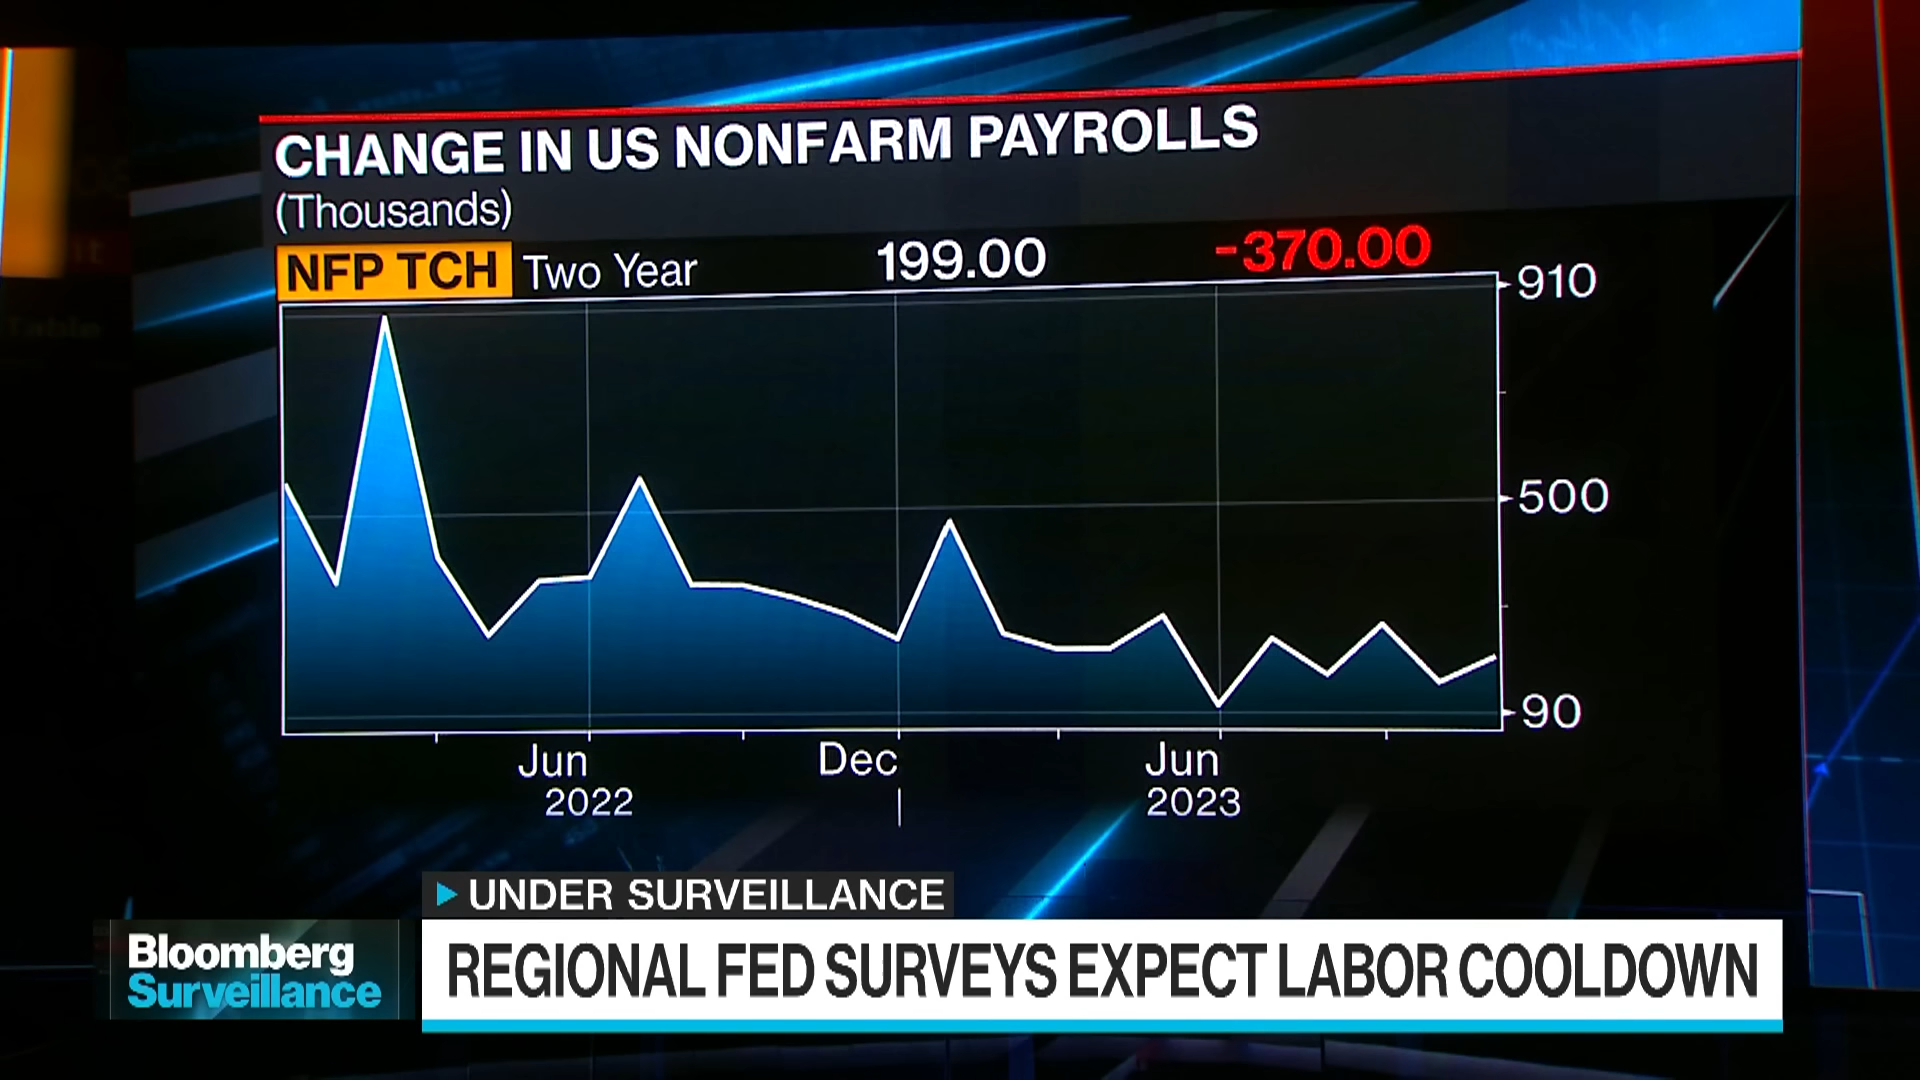 CHANGE IN US NONFARM PAYROLLS
(Thousands)
NFP TCH Two Year 199.00 -370.00
910
500
90
Jun Dec Jun
2022 2023
UNDER SURVEILLANCE
Bloomberg
Surveillance
REGIONAL FED SURVEYS EXPECT LABOR COOLDOWN